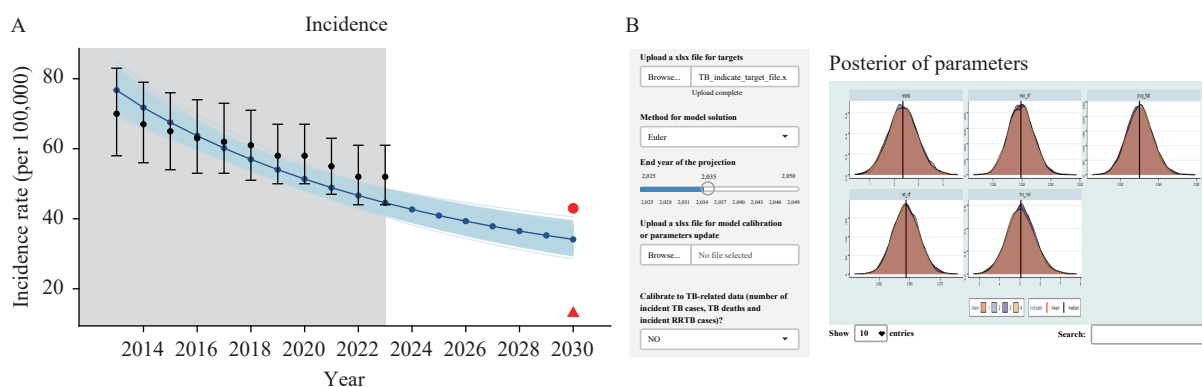 A
Incidence
Incidence rate (per 100,000)
80
60
40
20
2014 2016 2018 2020 2022 2024 2026 2028 2030
Year
B
Upload a xlsx file for targets
Browse... TB_indicate_target_file.x
Upload complete
Method for model solution
Euler
End year of the projection
2,025 2,035 2,050
2,025 2,028 2,031 2,034 2,037 2,040 2,043 2,046 2,049
Upload a xlsx file for model calibration
or parameters update
Browse... No file selected
Calibrate to TB-related data (number of
incident TB cases, TB deaths and
incident RRTB cases)?
NO
Posterior of parameters
mean median
Show 10 entries
Search: